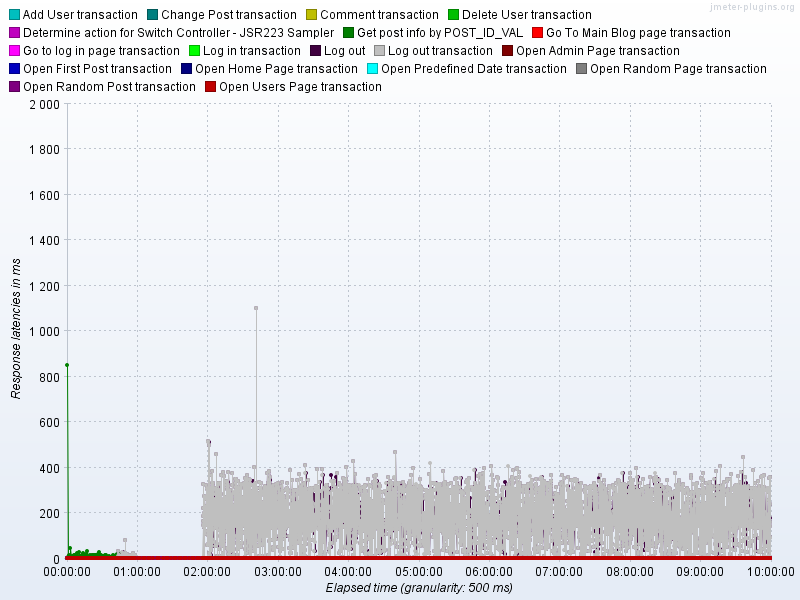 jmeter-plugins.org
Add User transaction Change Post transaction Comment transaction Delete User transaction
Determine action for Switch Controller - JSR223 Sampler Get post info by POST_ID_VAL Go To Main Blog page transaction
Go to log in page transaction Log in transaction Log out Log out transaction Open Admin Page transaction
Open First Post transaction Open Home Page transaction Open Predefined Date transaction Open Random Page transaction
Open Random Post transaction Open Users Page transaction
2 000
1 800
1 600
1 400
1 200
1 000
800
600
400
200
0
Response latencies in ms
00:00:00 01:00:00 02:00:00 03:00:00 04:00:00 05:00:00 06:00:00 07:00:00 08:00:00 09:00:00 10:00:00
Elapsed time (granularity: 500 ms)